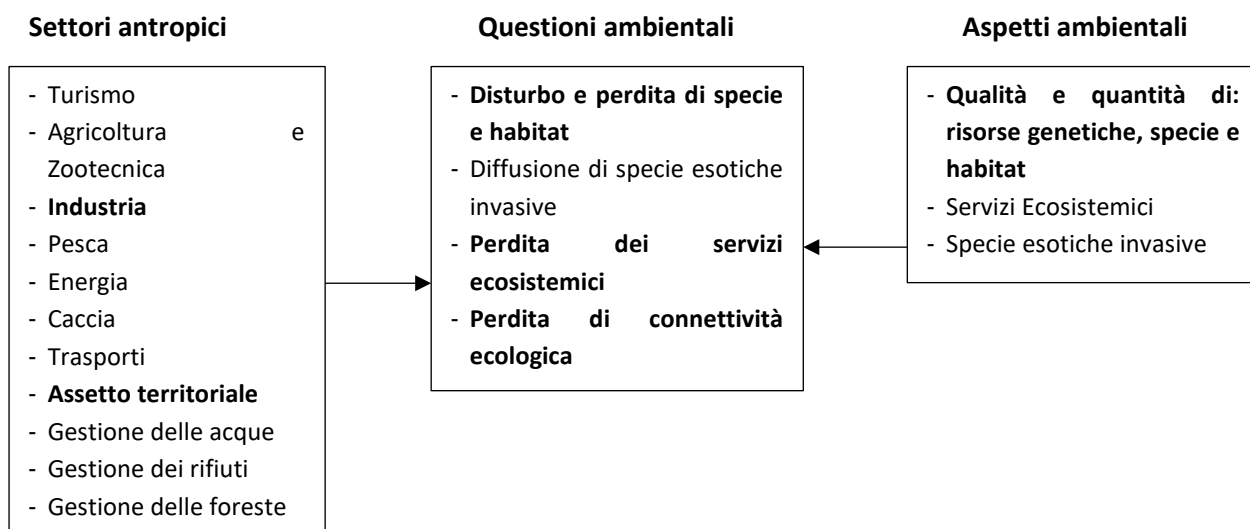 Settori antropici
- Turismo
- Agricoltura e
Zootecnica
- Industria
- Pesca
- Energia
- Caccia
- Trasporti
- Assetto territoriale
- Gestione delle acque
- Gestione dei rifiuti
- Gestione delle foreste
Questioni ambientali
- Disturbo e perdita di specie
e habitat
- Diffusione di specie esotiche
invasive
- Perdita dei servizi
ecosistemici
- Perdita di connettività
ecologica
Aspetti ambientali
- Qualità e quantità di:
risorse genetiche, specie e
habitat
- Servizi Ecosistemici
- Specie esotiche invasive